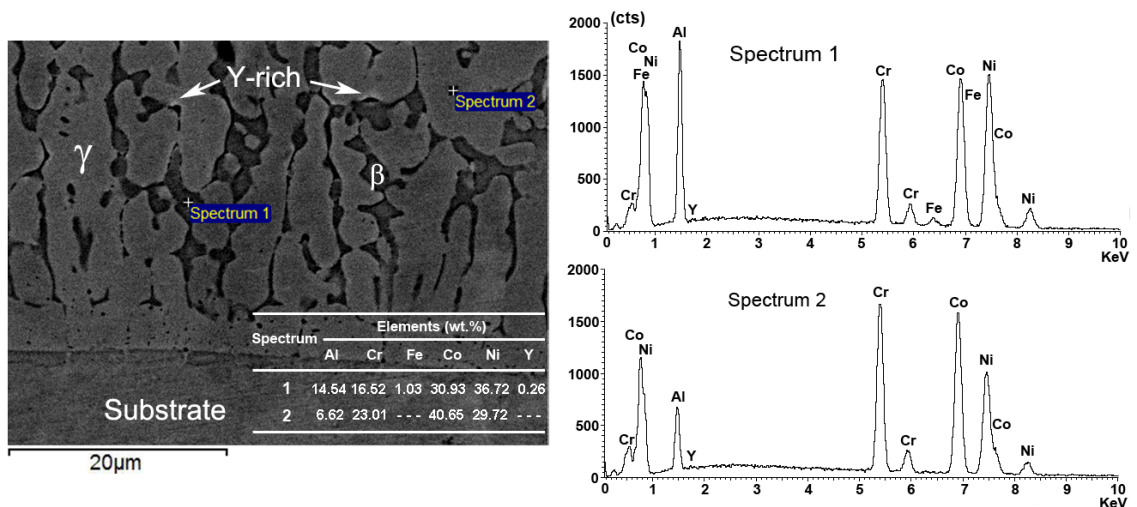 Y-rich
Spectrum 2
γ
β
Spectrum 1
Elements (wt.%)
Spectrum
Al Cr Fe Co Ni Y
1 14.54 16.52 1.03 30.93 36.72 0.26
2 6.62 23.01 --- 40.65 29.72 ---
Substrate
20μm
(cts)
2000
1500
1000
500
0
Spectrum 1
Co
Ni
Fe
Al
Cr
Y
Cr
Cr
Fe
Co
Fe
Ni
Co
Ni
0 1 2 3 4 5 6 7 8 9 10
KeV
2000
1500
1000
500
0
Spectrum 2
Co
Ni
Al
Cr
Y
Cr
Cr
Co
Ni
Co
Ni
0 1 2 3 4 5 6 7 8 9 10
KeV